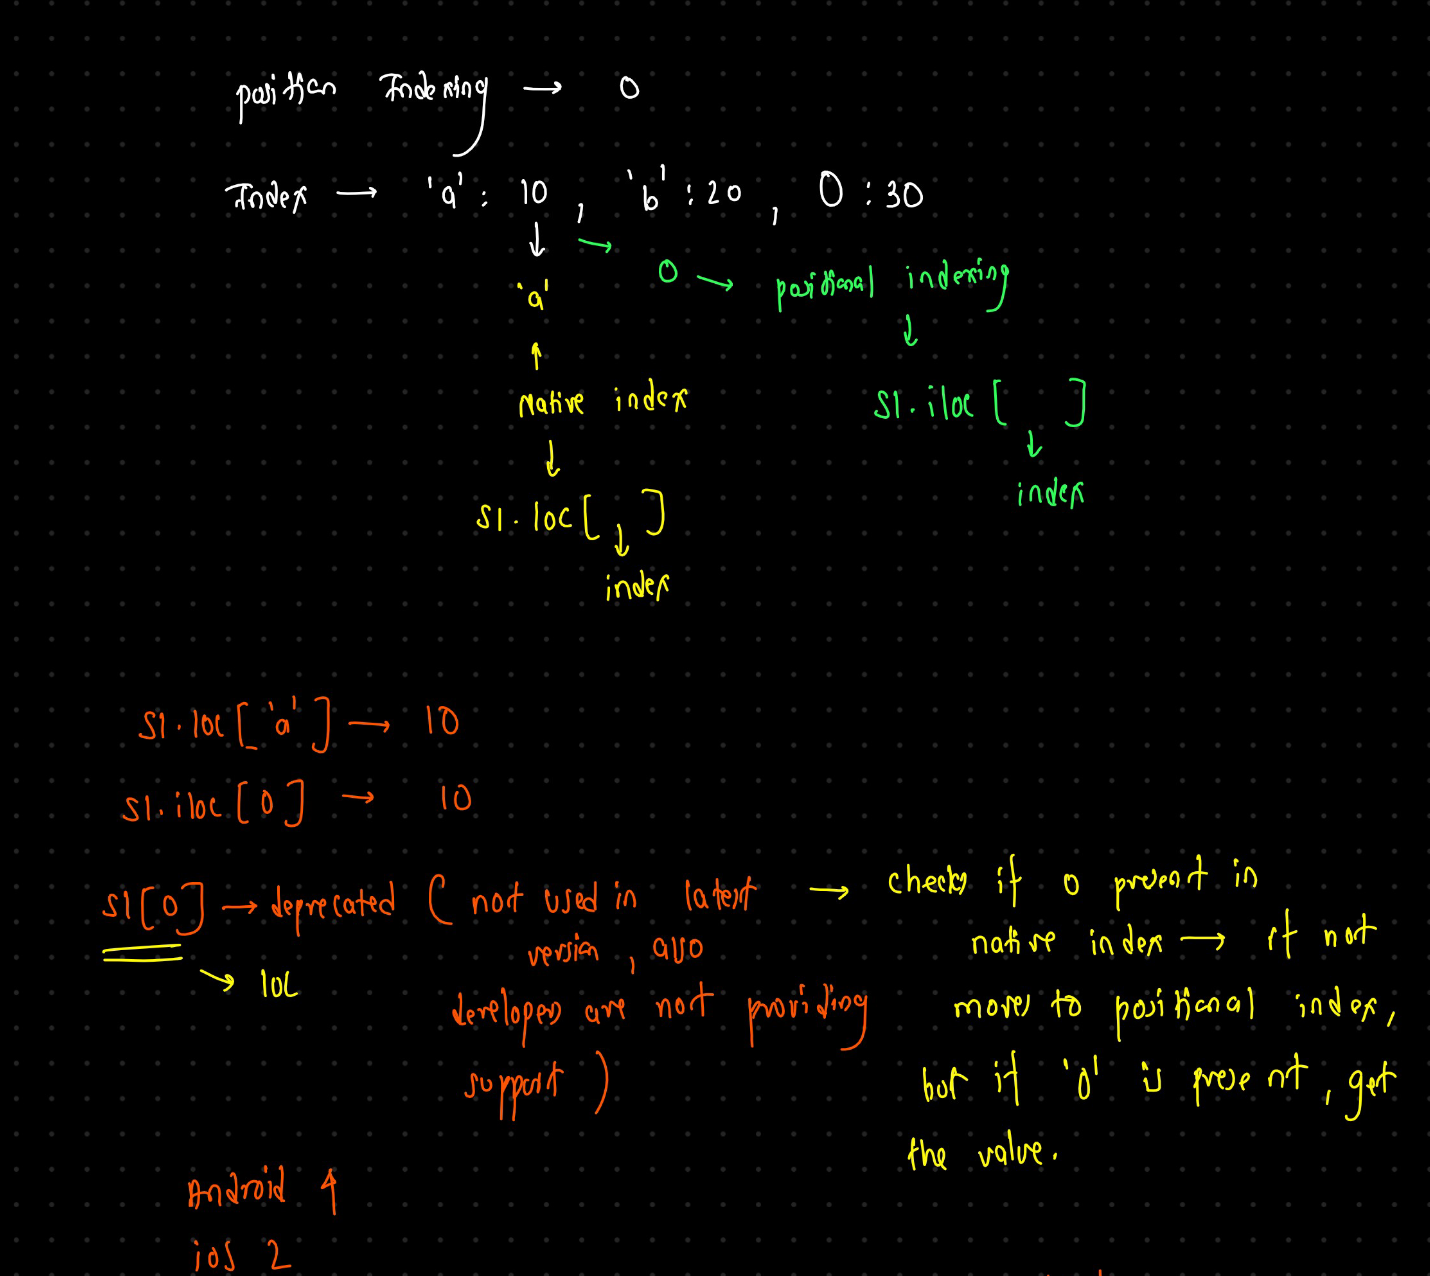 position Indexing → 0
Index → 'a': 10 , 'b':20 , 0:30
↓ →
'a' 0 → positional indexing
↑ ↓
Native index s1.iloc [ ]
↓ ↓
s1.loc[ ] index
↓
index
s1.loc['a'] → 10
s1.iloc[0] → 10
s1[0] → deprecated ( not used in latest
version, also
developers are not providing
support )
→ loc
→ checks if 0 present in
native index → if not
moves to positional index,
but if '0' is present, get
the value.
Android 4
ios 2